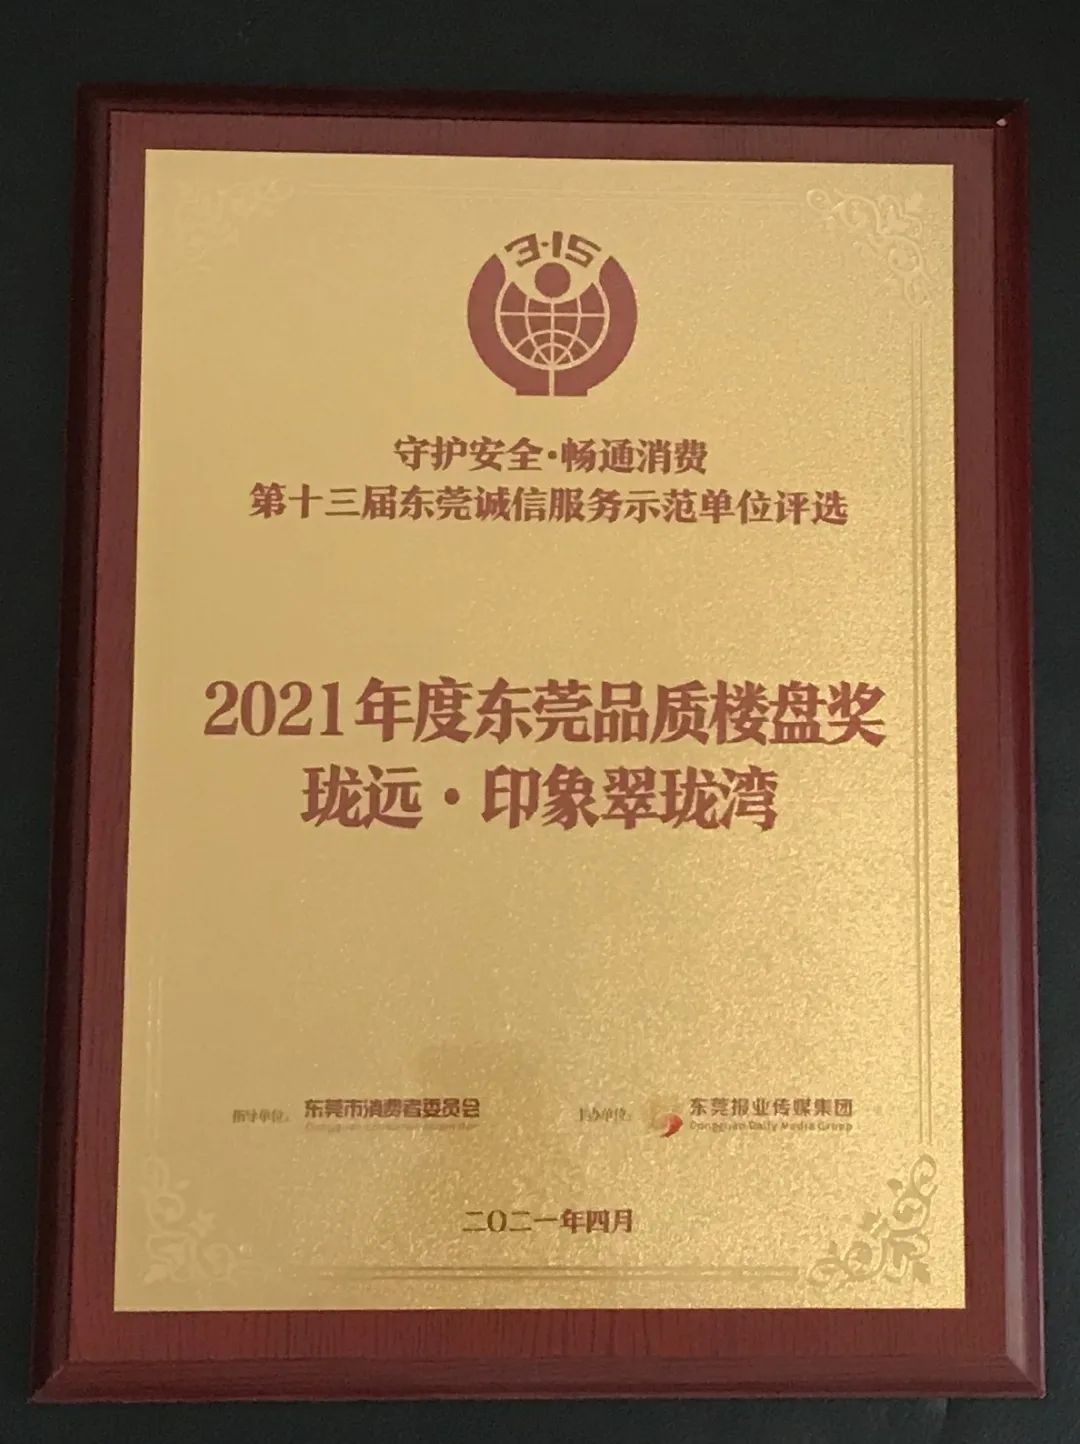 3·15
守护安全·畅通消费
第十三届东莞诚信服务示范单位评选
2021年度东莞品质楼盘奖
珑远·印象翠珑湾
指导单位: 东莞市消费者委员会
主办单位: 东莞报业传媒集团
Dongguan Daily Media Group
二〇二一年四月